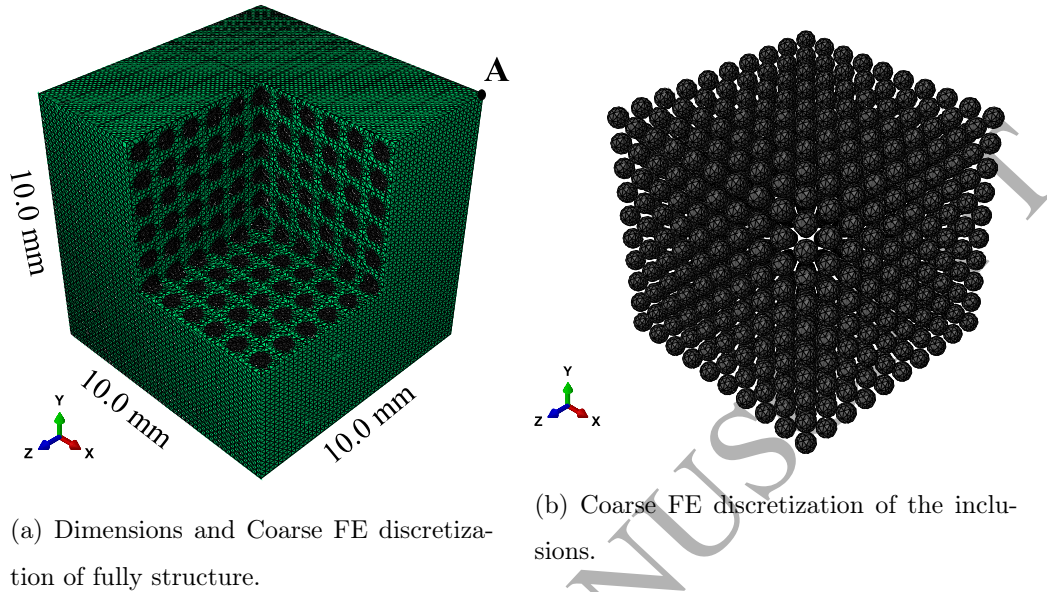 A
10.0 mm
10.0 mm
10.0 mm
Y
Z
X
Y
Z
X
(a) Dimensions and Coarse FE discretiza-
tion of fully structure.
(b) Coarse FE discretization of the inclu-
sions.
NUS
T